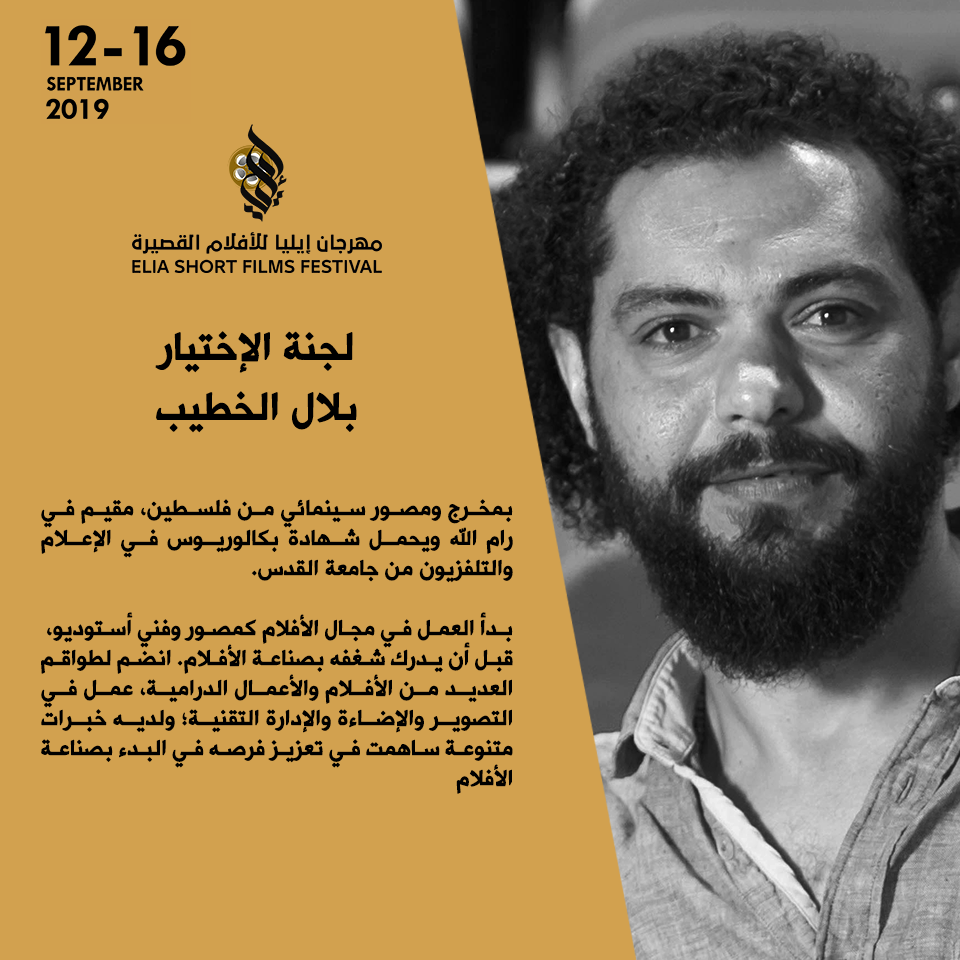 12-16
SEPTEMBER
2019
مهرجان إيليا للأفلام القصيرة
ELIA SHORT FILMS FESTIVAL
لجنة الإختيار
بلال الخطيب
بمخرج ومصور سينمائي من فلسطين، مقيم في
رام الله ويحمل شهادة بكالوريوس في الإعلام
والتلفزيون من جامعة القدس.
بدأ العمل في مجال الأفلام كمصور وفني أستوديو،
قبل أن يدرك شغفه بصناعة الأفلام. انضم لطواقم
العديد من الأفلام والأعمال الدرامية، عمل في
التصوير والإضاءة والإدارة التقنية؛ ولديه خبرات
متنوعة ساهمت في تعزيز فرصه في البدء بصناعة
الأفلام